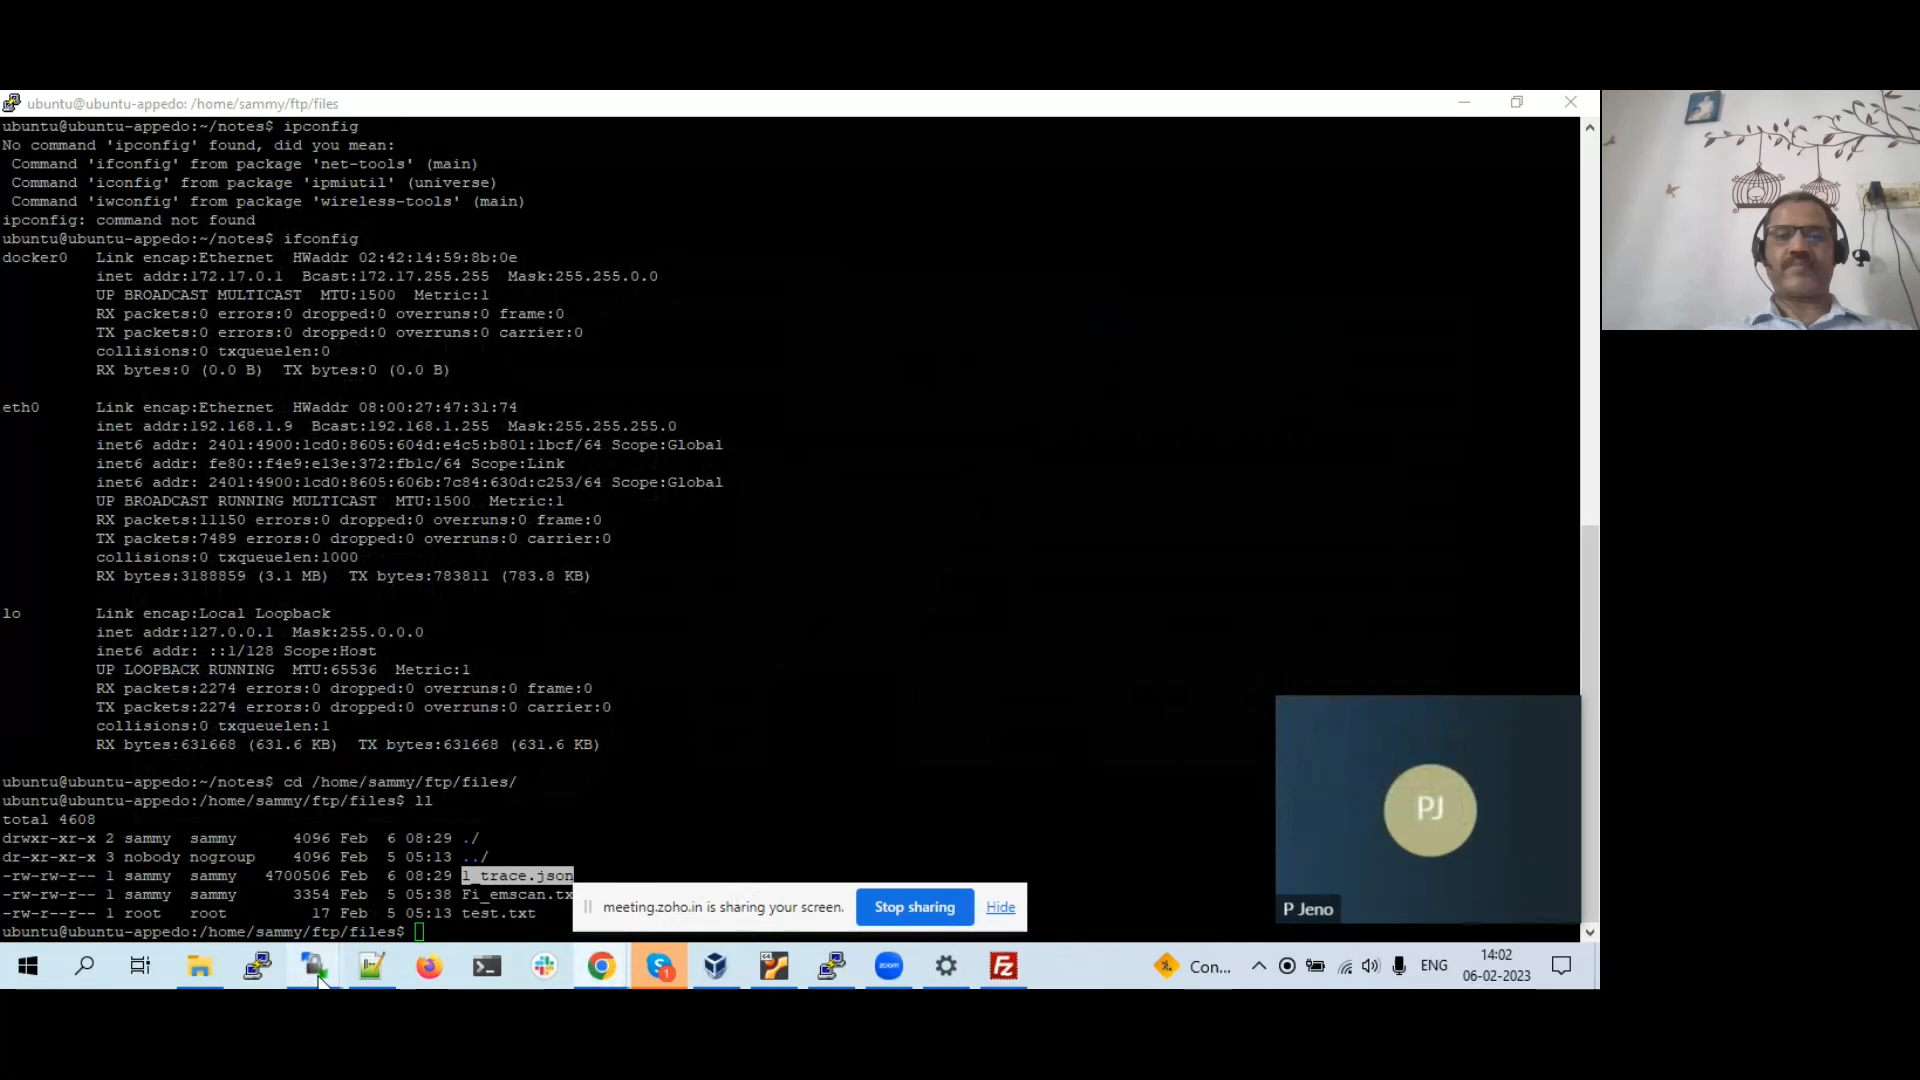 ubuntu@ubuntu-appedo: /home/sammy/ftp/files
ubuntu@ubuntu-appedo:~/notes$ ipconfig
No command 'ipconfig' found, did you mean:
 Command 'ifconfig' from package 'net-tools' (main)
 Command 'iconfig' from package 'ipmiutil' (universe)
 Command 'iwconfig' from package 'wireless-tools' (main)
ipconfig: command not found
ubuntu@ubuntu-appedo:~/notes$ ifconfig
docker0   Link encap:Ethernet  HWaddr 02:42:14:59:8b:0e
          inet addr:172.17.0.1  Bcast:172.17.255.255  Mask:255.255.0.0
          UP BROADCAST MULTICAST  MTU:1500  Metric:1
          RX packets:0 errors:0 dropped:0 overruns:0 frame:0
          TX packets:0 errors:0 dropped:0 overruns:0 carrier:0
          collisions:0 txqueuelen:0
          RX bytes:0 (0.0 B)  TX bytes:0 (0.0 B)
eth0      Link encap:Ethernet  HWaddr 08:00:27:47:31:74
          inet addr:192.168.1.9  Bcast:192.168.1.255  Mask:255.255.255.0
          inet6 addr: 2401:4900:1cd0:8605:604d:e4c5:b801:1bcf/64 Scope:Global
          inet6 addr: fe80::f4e9:e13e:372:fb1c/64 Scope:Link
          inet6 addr: 2401:4900:1cd0:8605:606b:7c84:630d:c253/64 Scope:Global
          UP BROADCAST RUNNING MULTICAST  MTU:1500  Metric:1
          RX packets:11150 errors:0 dropped:0 overruns:0 frame:0
          TX packets:7489 errors:0 dropped:0 overruns:0 carrier:0
          collisions:0 txqueuelen:1000
          RX bytes:3188859 (3.1 MB)  TX bytes:783811 (783.8 KB)
lo        Link encap:Local Loopback
          inet addr:127.0.0.1  Mask:255.0.0.0
          inet6 addr: ::1/128 Scope:Host
          UP LOOPBACK RUNNING  MTU:65536  Metric:1
          RX packets:2274 errors:0 dropped:0 overruns:0 frame:0
          TX packets:2274 errors:0 dropped:0 overruns:0 carrier:0
          collisions:0 txqueuelen:1
          RX bytes:631668 (631.6 KB)  TX bytes:631668 (631.6 KB)
ubuntu@ubuntu-appedo:~/notes$ cd /home/sammy/ftp/files/
ubuntu@ubuntu-appedo:/home/sammy/ftp/files$ ll
total 4608
drwxr-xr-x 2 sammy  sammy      4096 Feb  6 08:29 ./
dr-xr-xr-x 3 nobody nogroup    4096 Feb  5 05:13 ../
-rw-rw-r-- 1 sammy  sammy   4700506 Feb  6 08:29 1_trace.json
-rw-rw-r-- 1 sammy  sammy      3354 Feb  5 05:38 Fi_emscan.tx
-rw-r--r-- 1 root   root         17 Feb  5 05:13 test.txt
ubuntu@ubuntu-appedo:/home/sammy/ftp/files$
meeting.zoho.in is sharing your screen.
Stop sharing
Hide
PJ
P Jeno
1
64
zoom
Fz
Con...
ENG
14:02
06-02-2023